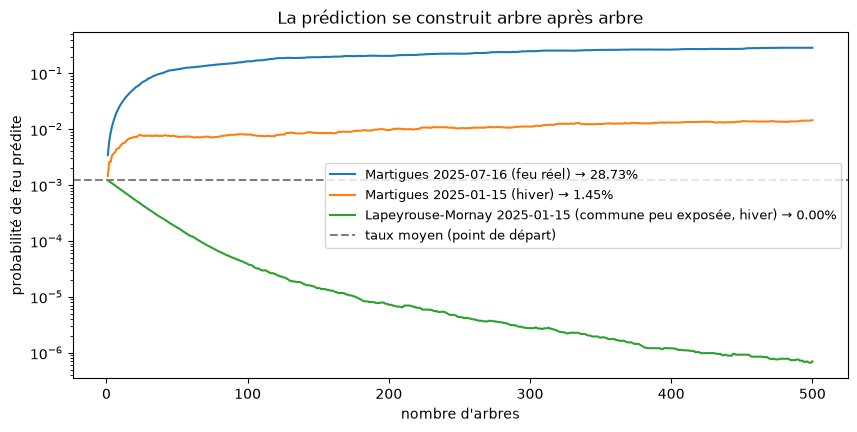 La prédiction se construit arbre après arbre
probabilité de feu prédite
10⁻¹
10⁻²
10⁻³
10⁻⁴
10⁻⁵
10⁻⁶
Martigues 2025-07-16 (feu réel) → 28.73%
Martigues 2025-01-15 (hiver) → 1.45%
Lapeyrouse-Mornay 2025-01-15 (commune peu exposée, hiver) → 0.00%
taux moyen (point de départ)
0 100 200 300 400 500
nombre d'arbres